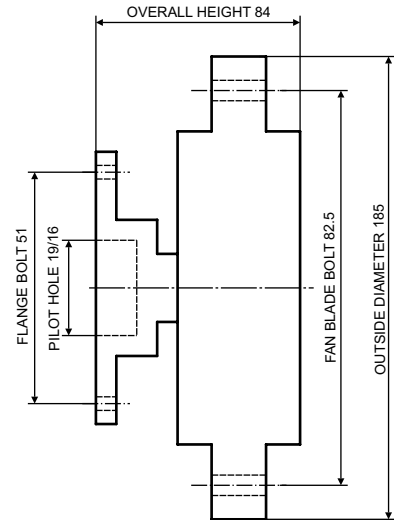 OVERALL HEIGHT 84
FLANGE BOLT 51
PILOT HOLE 19/16
FAN BLADE BOLT 82.5
OUTSIDE DIAMETER 185